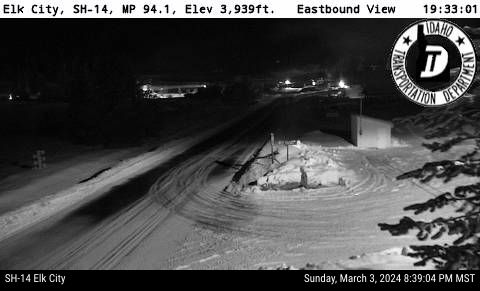 Elk City, SH-14, MP 94.1, Elev 3,939ft. Eastbound View 19:33:01
IDAHO
TRANSPORTATION DEPARTMENT
SH-14 Elk City Sunday, March 3, 2024 8:39:04 PM MST